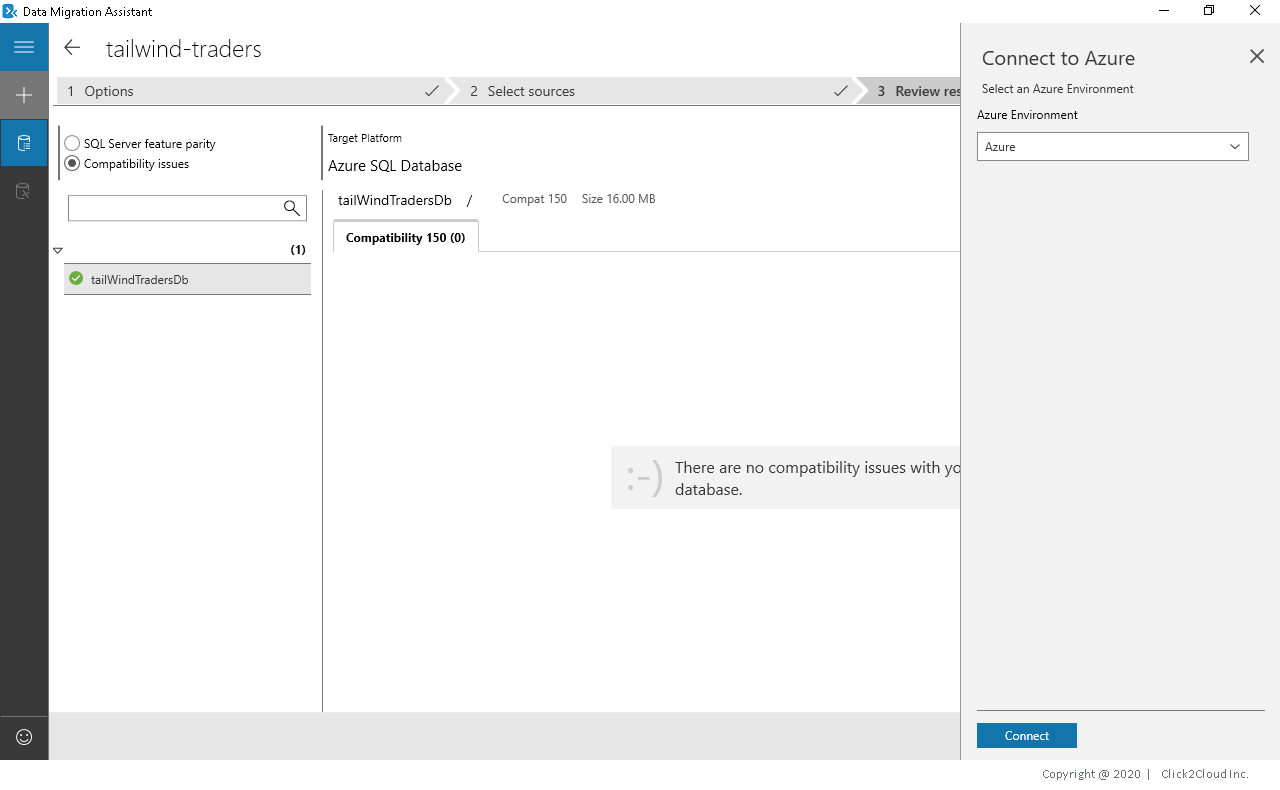 Data Migration Assistant
tailwind-traders
1 Options
2 Select sources
3 Review res
SQL Server feature parity
Compatibility issues
Target Platform
Azure SQL Database
tailWindTradersDb / Compat 150 Size 16.00 MB
Compatibility 150 (0)
(1)
tailWindTradersDb
:-)
There are no compatibility issues with yo
database.
Connect to Azure
Select an Azure Environment
Azure Environment
Azure
Connect
Copyright @ 2020 | Click2Cloud Inc.